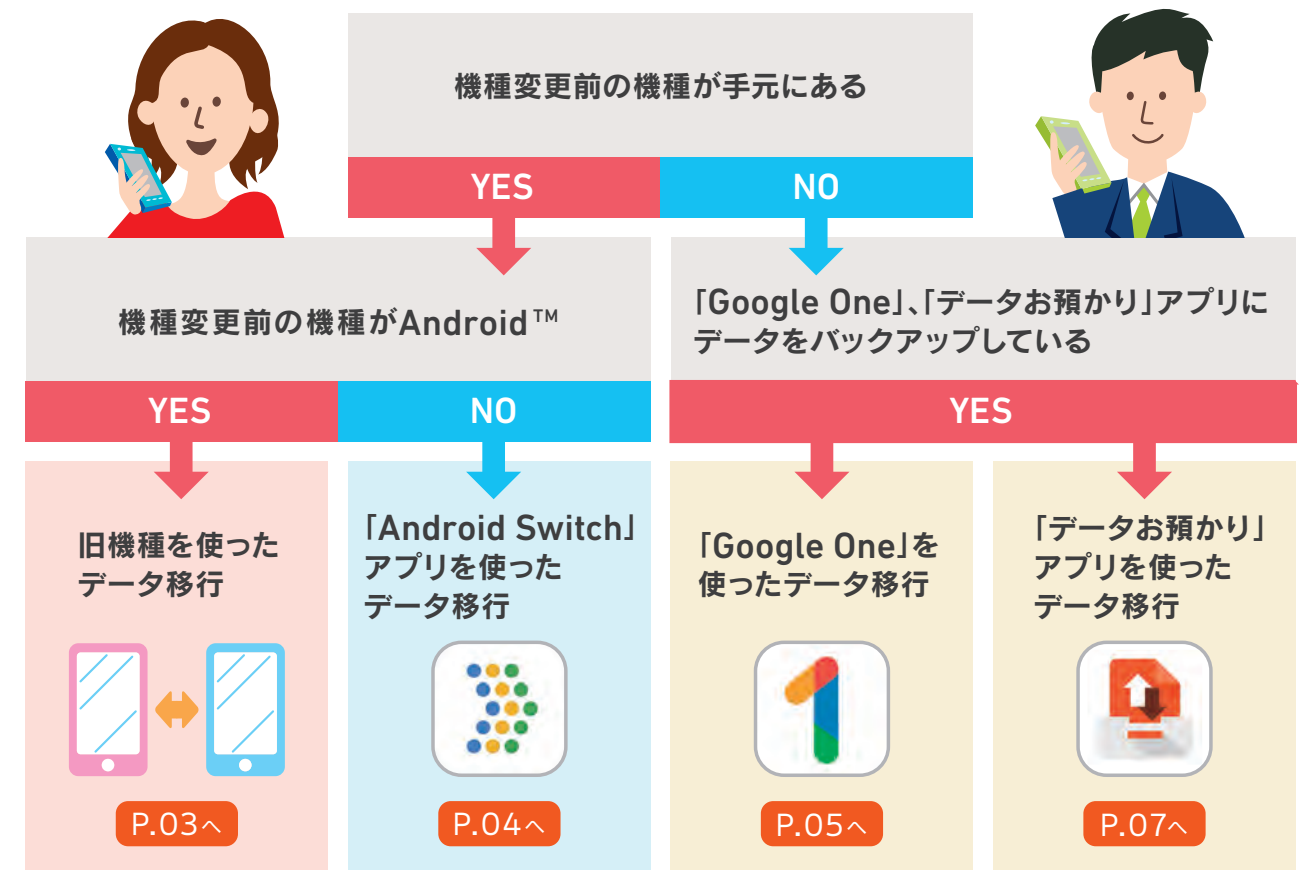 機種変更前の機種が手元にある
YES
NO
機種変更前の機種がAndroid™
YES
NO
「Google One」、「データお預かり」アプリに
データをバックアップしている
YES
旧機種を使った
データ移行
P.03へ
「Android Switch」
アプリを使った
データ移行
P.04へ
「Google One」を
使ったデータ移行
P.05へ
「データお預かり」
アプリを使った
データ移行
P.07へ